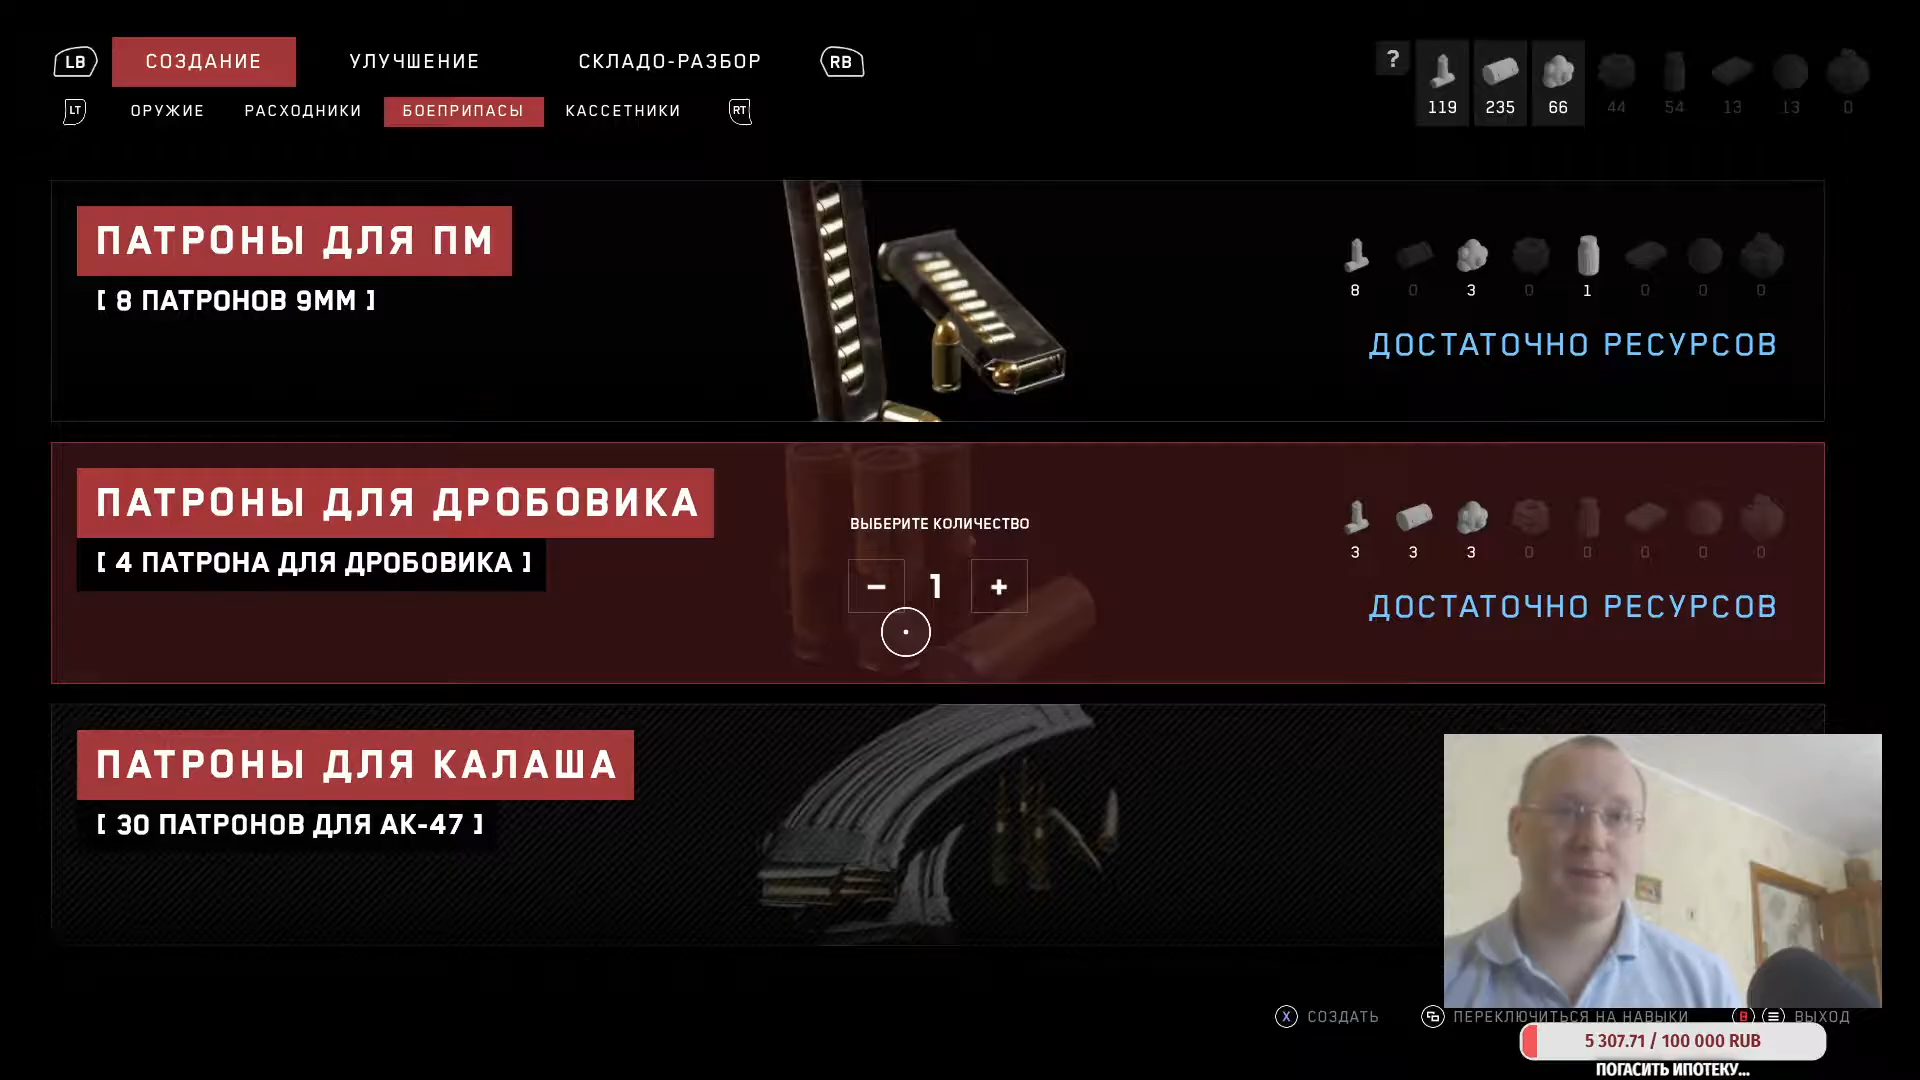 LB СОЗДАНИЕ УЛУЧШЕНИЕ СКЛАДО-РАЗБОР RB
LT ОРУЖИЕ РАСХОДНИКИ БОЕПРИПАСЫ КАССЕТНИКИ RT
?
119 235 66 44 54 13 13 0
ПАТРОНЫ ДЛЯ ПМ
[ 8 ПАТРОНОВ 9ММ ]
8 0 3 0 1 0 0 0
ДОСТАТОЧНО РЕСУРСОВ
ПАТРОНЫ ДЛЯ ДРОБОВИКА
[ 4 ПАТРОНА ДЛЯ ДРОБОВИКА ]
ВЫБЕРИТЕ КОЛИЧЕСТВО
− 1 +
3 3 3 0 0 0 0 0
ДОСТАТОЧНО РЕСУРСОВ
ПАТРОНЫ ДЛЯ КАЛАША
[ 30 ПАТРОНОВ ДЛЯ АК-47 ]
X СОЗДАТЬ ПЕРЕКЛЮЧИТЬСЯ НА НАВЫКИ B ВЫХОД
5 307.71 / 100 000 RUB
ПОГАСИТЬ ИПОТЕКУ...